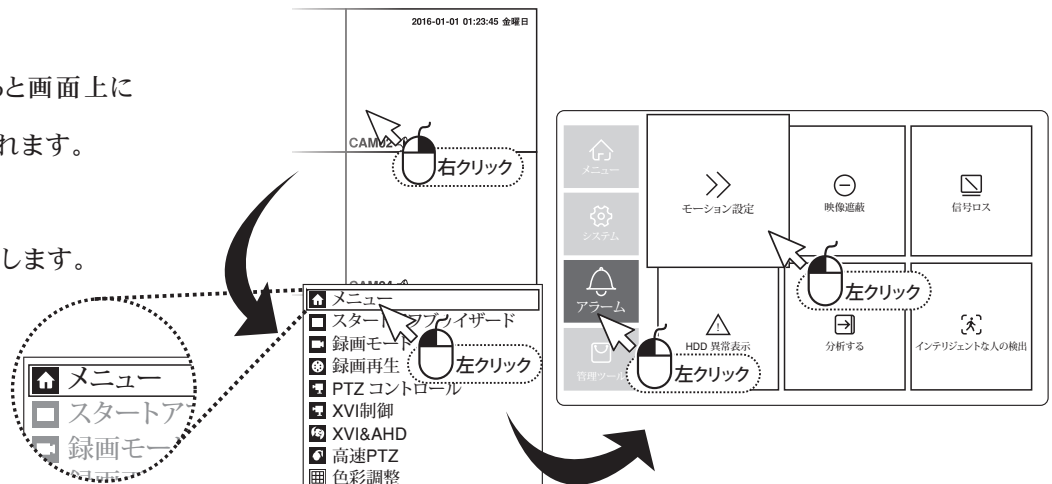 2016-01-01 01:23:45 金曜日
と画面上に
れます。
します。
右クリック
メニュー
録画モード
録画再生
左クリック
PTZ コントロール
XVI制御
XVI&AHD
高速PTZ
色彩調整
メニュー
スタートア
録画モー
メニュー
システム
アラーム
管理ツール
モーション設定
映像遮蔽
信号ロス
左クリック
HDD 異常表示
分析する
インテリジェントな人の検出
左クリック